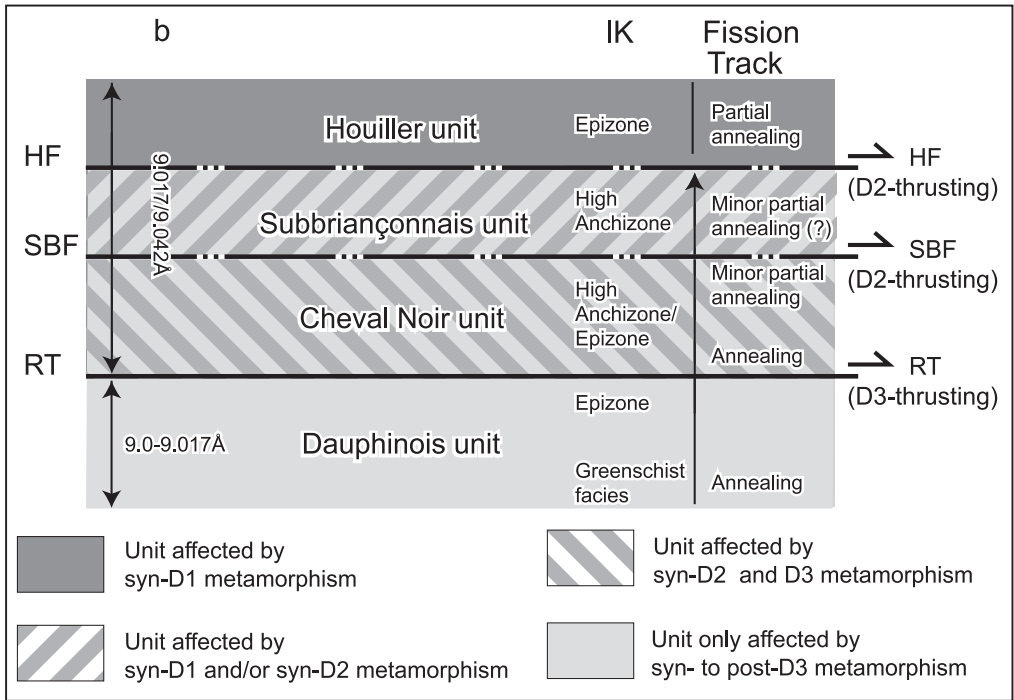 b
IK
Fission
Track
Houiller unit
Epizone
Partial
annealing
HF
HF
(D2-thrusting)
9.017/9.042Å
Subbriançonnais unit
High
Anchizone
Minor partial
annealing (?)
SBF
SBF
(D2-thrusting)
Cheval Noir unit
High
Anchizone/
Epizone
Minor partial
annealing
Annealing
RT
RT
(D3-thrusting)
9.0-9.017Å
Dauphinois unit
Epizone
Greenschist
facies
Annealing
Unit affected by
syn-D1 metamorphism
Unit affected by
syn-D2 and D3 metamorphism
Unit affected by
syn-D1 and/or syn-D2 metamorphism
Unit only affected by
syn- to post-D3 metamorphism